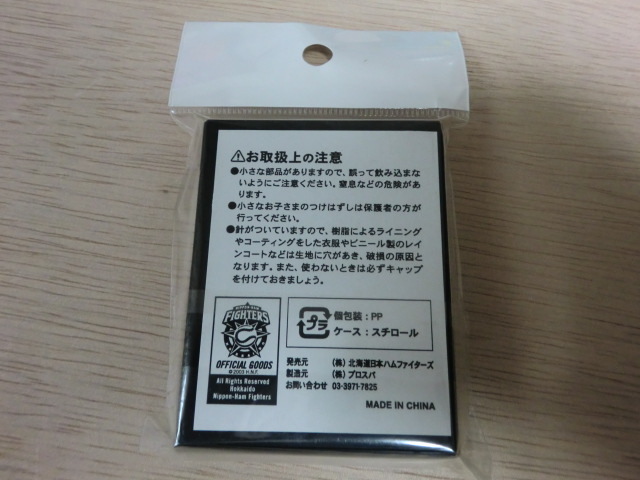 ⚠お取扱上の注意
●小さな部品がありますので、誤って飲み込まな
いようにご注意ください。窒息などの危険があ
ります。
●小さなお子さまのつけはずしは保護者の方が
行ってください。
●針がついていますので、樹脂によるライニング
やコーティングをした衣服やビニール製のレイ
ンコートなどは生地に穴があき、破損の原因と
なります。また、使わないときは必ずキャップ
を付けておきましょう。
NIPPON-HAM
FIGHTERS
OFFICIAL GOODS
©2003 H.N.F.
All Rights Reserved
Hokkaido
Nippon-Ham Fighters
プラ
個包装：PP
ケース：スチロール
発売元 （株）北海道日本ハムファイターズ
製造元 （株）プロスパ
お問い合わせ 03-3971-7825
MADE IN CHINA